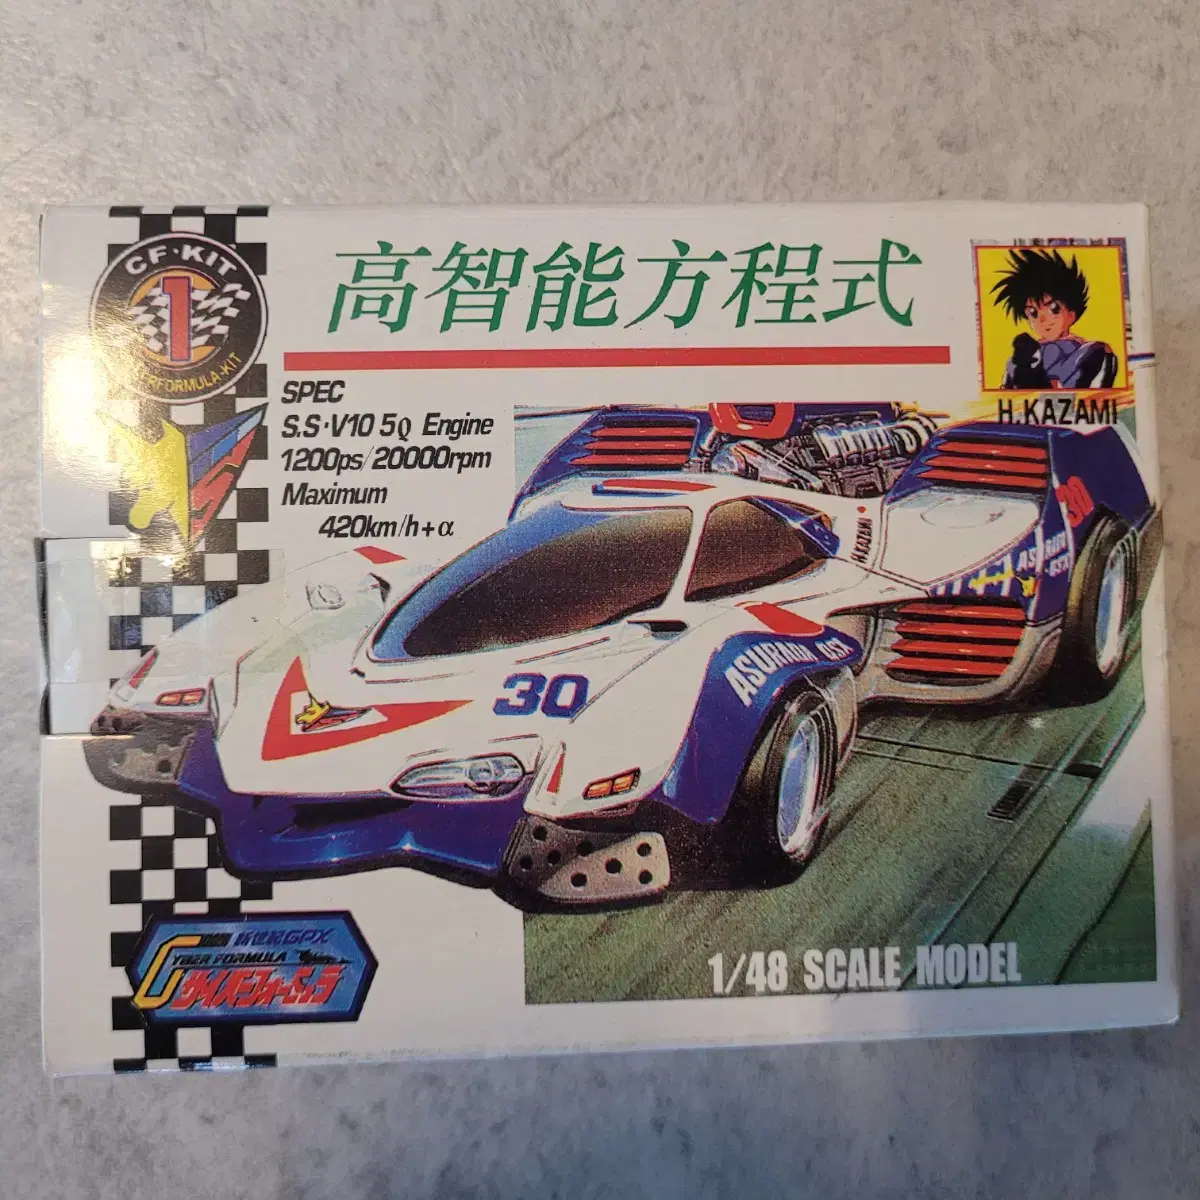 CF·KIT
1
高智能方程式
H.KAZAMI
SPEC
S.S·V10 5ℓ Engine
1200ps/20000rpm
Maximum
420km/h+α
H.KAZAMI
30
ASURADA GSX
30
ASURADA GSX
新世紀GPX
CYBER FORMULA
サイバーフォーミュラ
1/48 SCALE MODEL